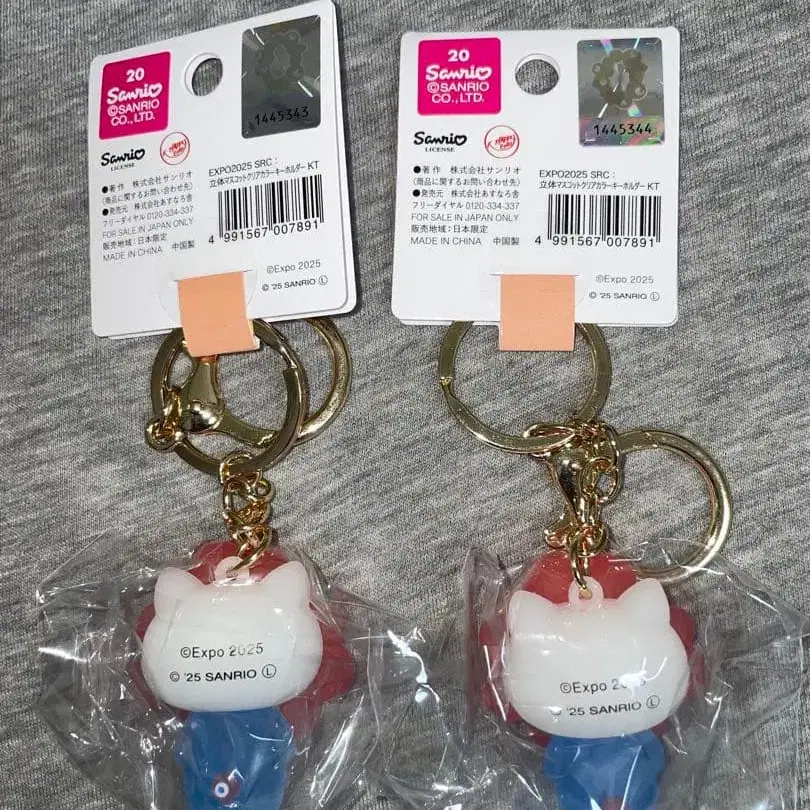 20
Sanrio
©SANRIO
CO.,LTD.
1445343
Sanrio
LICENSE
EXPO2025 SRC:
立体マスコットクリアカラーキーホルダー KT
●著作 株式会社サンリオ
〈商品に関するお問い合わせ先〉
●発売元 株式会社あすなろ舎
フリーダイヤル 0120-334-337
FOR SALE IN JAPAN ONLY
販売地域:日本限定
MADE IN CHINA 中国製
4 991567 007891
©Expo 2025
© '25 SANRIO Ⓛ
20
Sanrio
©SANRIO
CO.,LTD.
1445344
Sanrio
LICENSE
EXPO2025 SRC:
立体マスコットクリアカラーキーホルダー KT
●著作 株式会社サンリオ
〈商品に関するお問い合わせ先〉
●発売元 株式会社あすなろ舎
フリーダイヤル 0120-334-337
FOR SALE IN JAPAN ONLY
販売地域:日本限定
MADE IN CHINA 中国製
4 991567 007891
©Expo 2025
© '25 SANRIO Ⓛ
©Expo 2025
© '25 SANRIO Ⓛ
©Expo
© '25 SANRIO Ⓛ